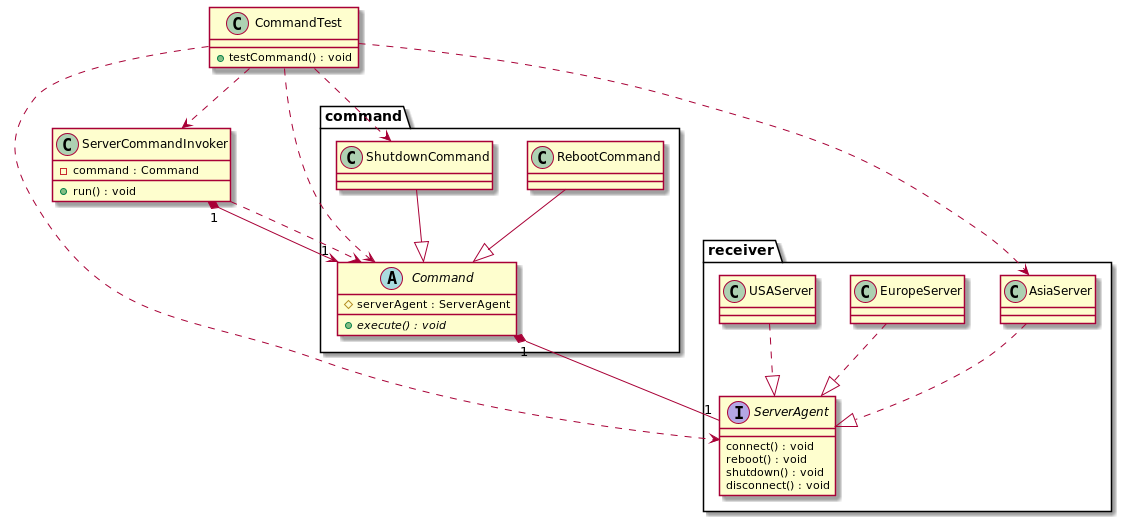 C CommandTest
testCommand() : void
command
C ServerCommandInvoker
command : Command
run() : void
C ShutdownCommand
C RebootCommand
1
1
A Command
serverAgent : ServerAgent
execute() : void
1
receiver
C USAServer
C EuropeServer
C AsiaServer
1
I ServerAgent
connect() : void
reboot() : void
shutdown() : void
disconnect() : void